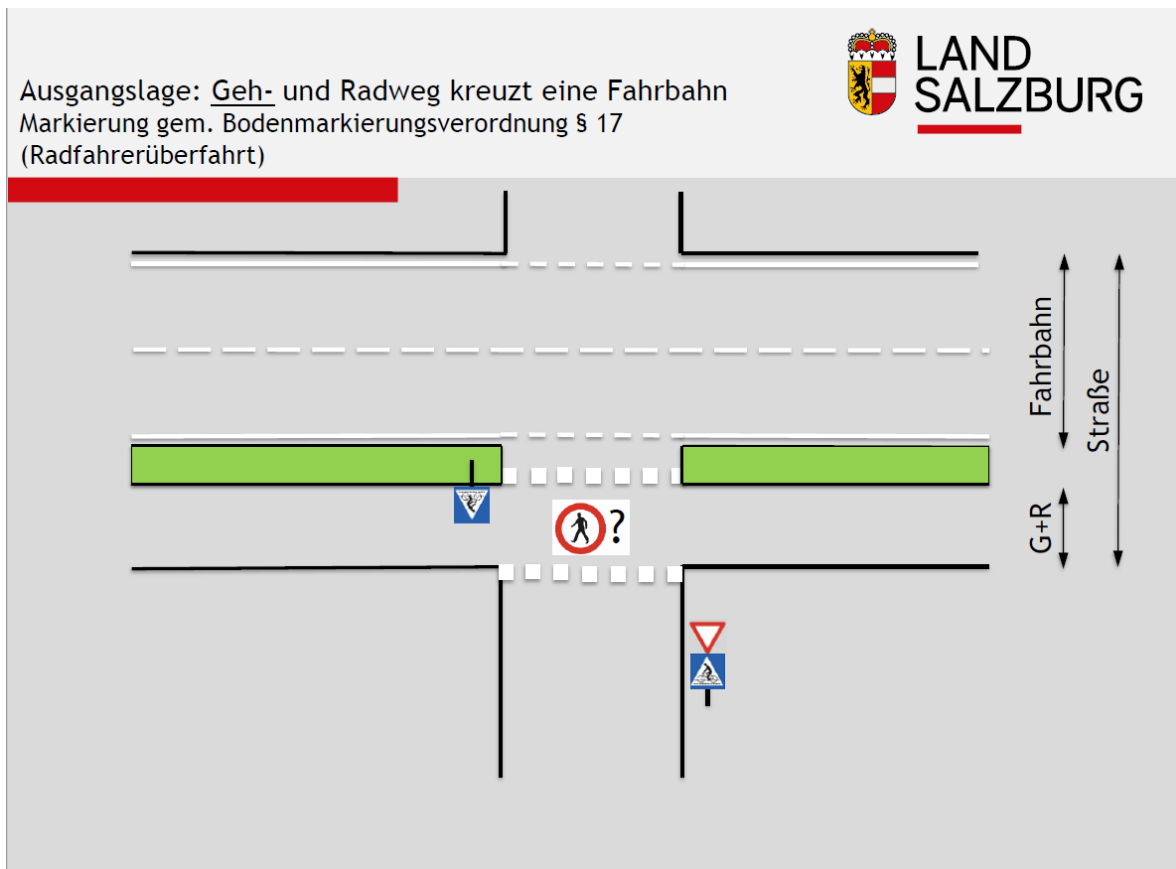 LAND
SALZBURG
Ausgangslage: Geh- und Radweg kreuzt eine Fahrbahn
Markierung gem. Bodenmarkierungsverordnung § 17
(Radfahrerüberfahrt)
Fahrbahn
Straße
?
G+R